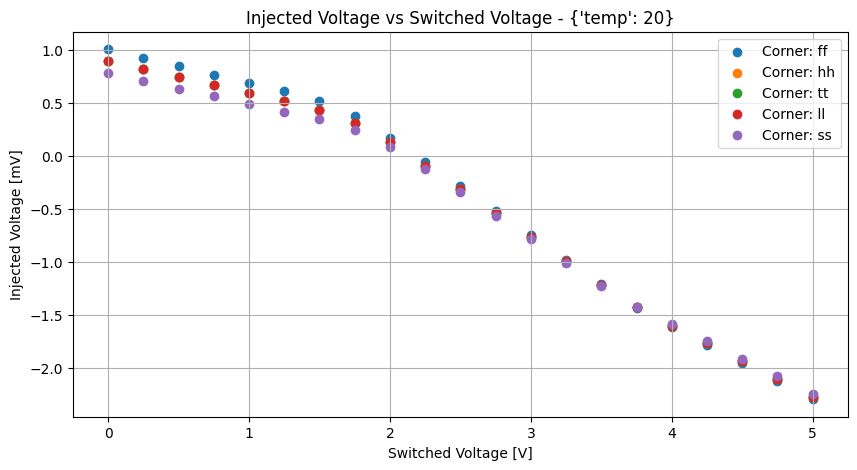 Injected Voltage vs Switched Voltage - {'temp': 20}
Corner: ff
Corner: hh
Corner: tt
Corner: ll
Corner: ss
Injected Voltage [mV]
1.0
0.5
0.0
−0.5
−1.0
−1.5
−2.0
0 1 2 3 4 5
Switched Voltage [V]